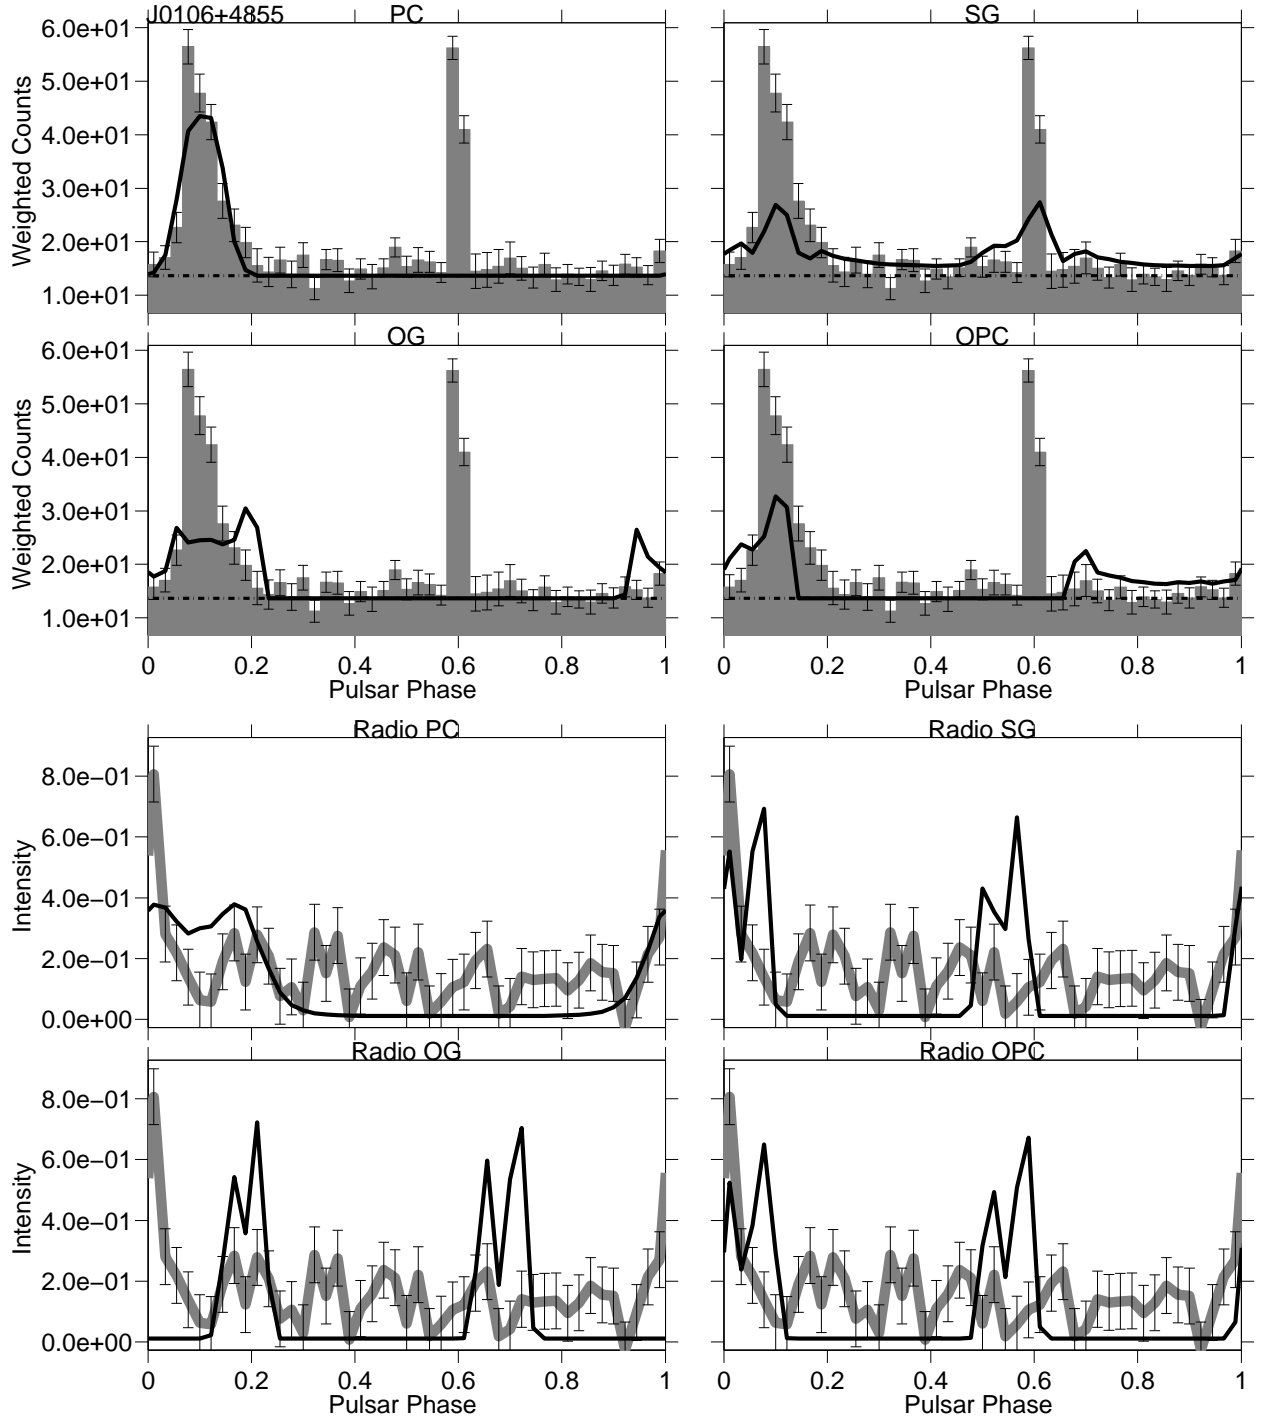 J0106+4855 PC SG
6.0e+01
5.0e+01
4.0e+01
3.0e+01
2.0e+01
1.0e+01
Weighted Counts
OG OPC
6.0e+01
5.0e+01
4.0e+01
3.0e+01
2.0e+01
1.0e+01
Weighted Counts
0 0.2 0.4 0.6 0.8 1 0 0.2 0.4 0.6 0.8 1
Pulsar Phase Pulsar Phase
Radio PC Radio SG
8.0e−01
6.0e−01
4.0e−01
2.0e−01
0.0e+00
Intensity
Radio OG Radio OPC
8.0e−01
6.0e−01
4.0e−01
2.0e−01
0.0e+00
Intensity
0 0.2 0.4 0.6 0.8 1 0 0.2 0.4 0.6 0.8 1
Pulsar Phase Pulsar Phase